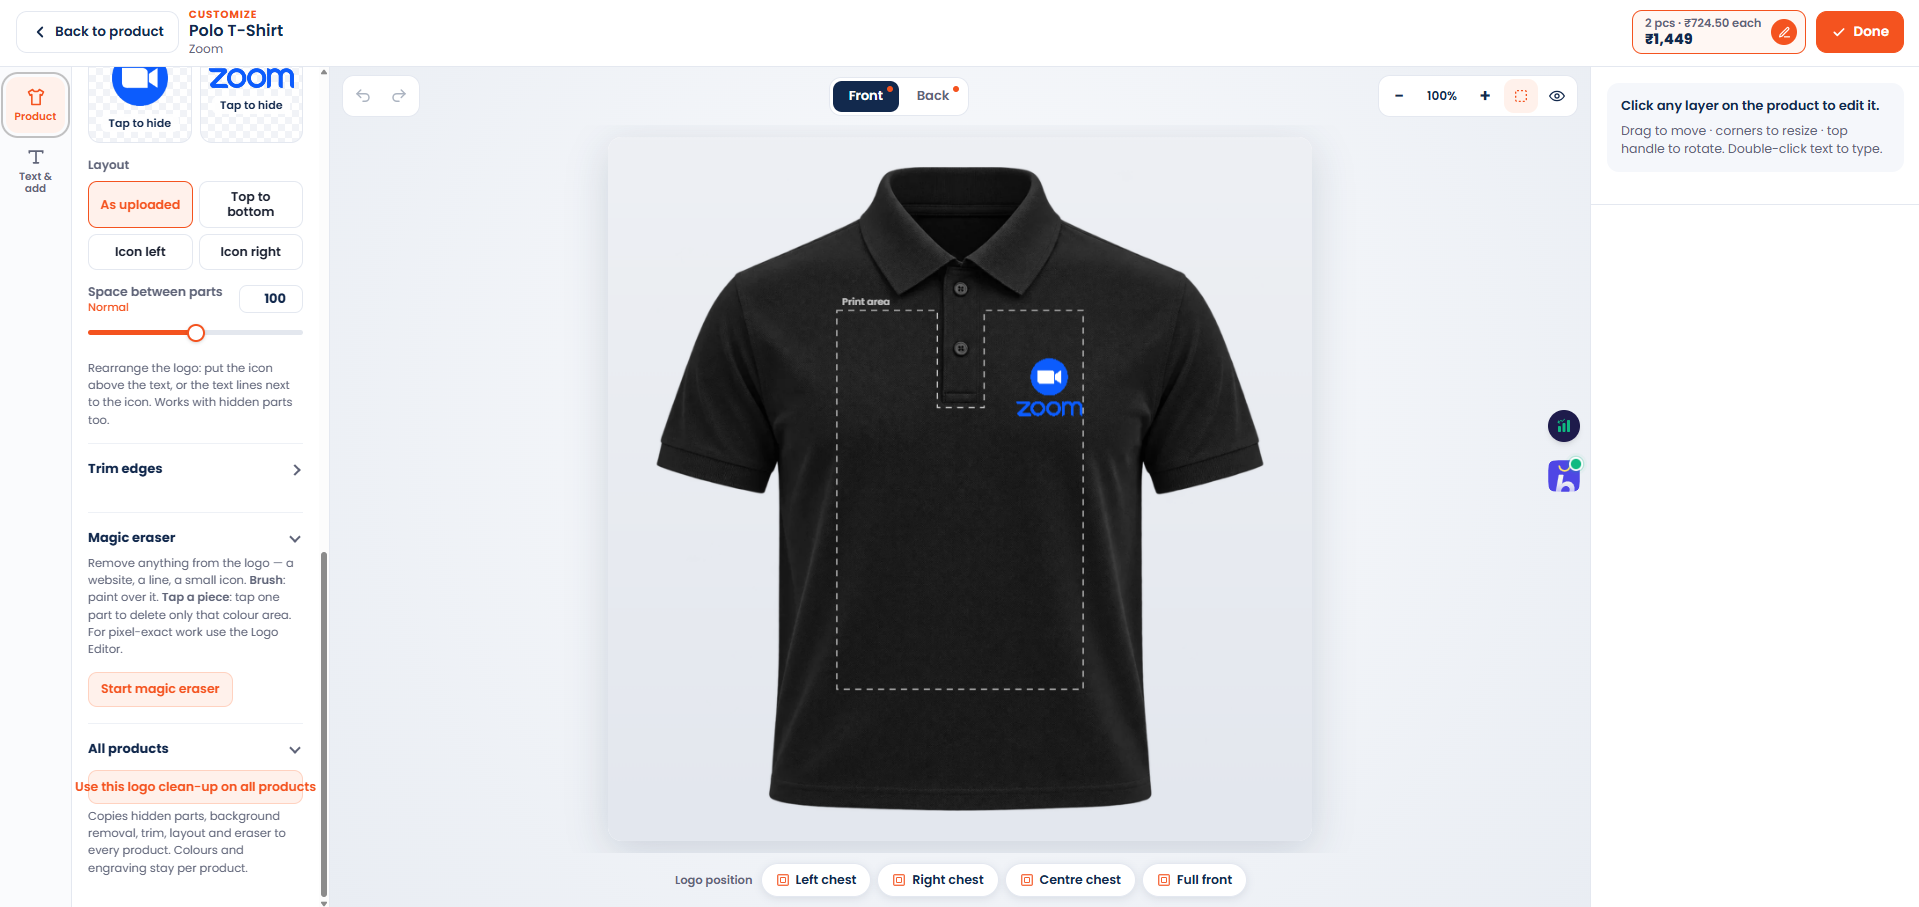 Back to product
CUSTOMIZE
Polo T-Shirt
Zoom
2 pcs · ₹724.50 each
₹1,449
Done
Product
Text &
add
zoom
Tap to hide
Tap to hide
Layout
As uploaded
Top to
bottom
Icon left
Icon right
Space between parts
Normal
100
Rearrange the logo: put the icon
above the text, or the text lines next
to the icon. Works with hidden parts
too.
Trim edges
Magic eraser
Remove anything from the logo — a
website, a line, a small icon. Brush:
paint over it. Tap a piece: tap one
part to delete only that colour area.
For pixel-exact work use the Logo
Editor.
Start magic eraser
All products
Use this logo clean-up on all products
Copies hidden parts, background
removal, trim, layout and eraser to
every product. Colours and
engraving stay per product.
Front
Back
100%
Print area
zoom
Logo position
Left chest
Right chest
Centre chest
Full front
Click any layer on the product to edit it.
Drag to move · corners to resize · top
handle to rotate. Double-click text to type.